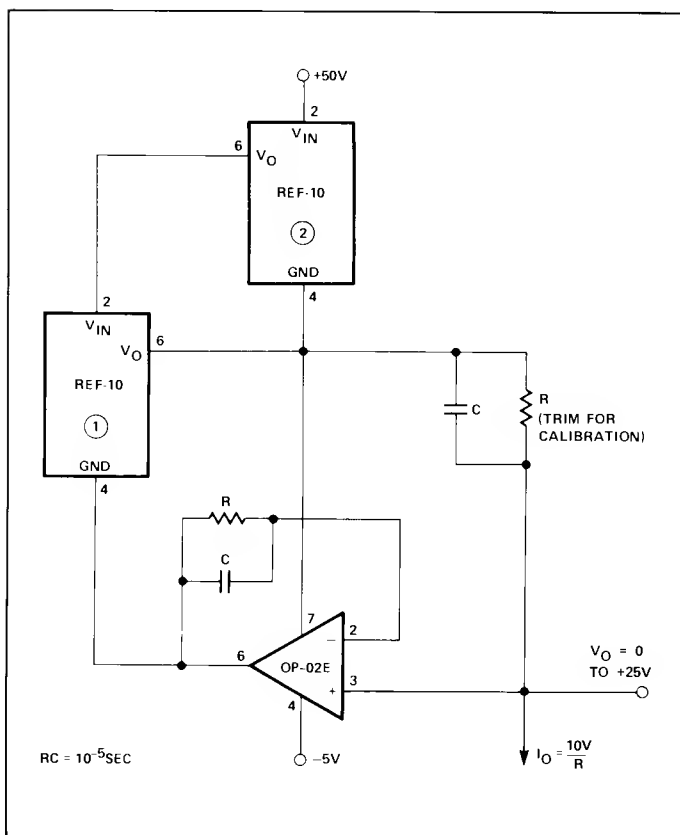 +50V
2
V_IN
6
V_O
REF-10
2
GND
4
2
V_IN
6
V_O
REF-10
1
GND
4
C
R
(TRIM FOR
CALIBRATION)
R
C
7
2
−
6
OP-02E
3
+
4
V_O = 0
TO +25V
−5V
RC = 10⁻⁵SEC
I_O = 10V
R